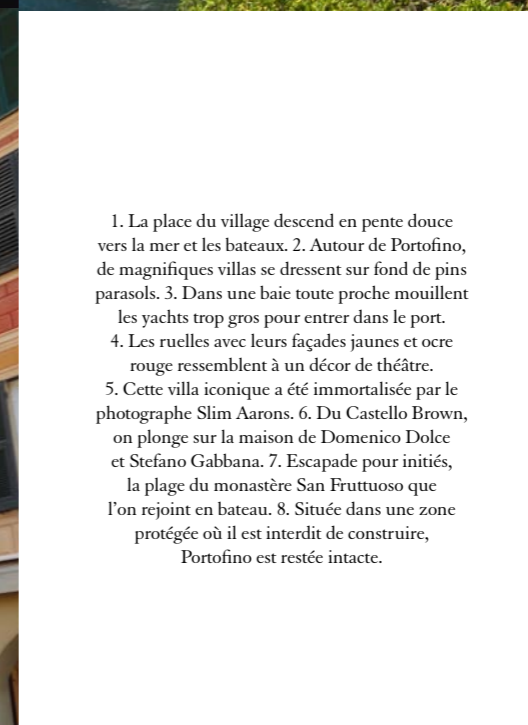 1. La place du village descend en pente douce
vers la mer et les bateaux. 2. Autour de Portofino,
de magnifiques villas se dressent sur fond de pins
parasols. 3. Dans une baie toute proche mouillent
les yachts trop gros pour entrer dans le port.
4. Les ruelles avec leurs façades jaunes et ocre
rouge ressemblent à un décor de théâtre.
5. Cette villa iconique a été immortalisée par le
photographe Slim Aarons. 6. Du Castello Brown,
on plonge sur la maison de Domenico Dolce
et Stefano Gabbana. 7. Escapade pour initiés,
la plage du monastère San Fruttuoso que
l’on rejoint en bateau. 8. Située dans une zone
protégée où il est interdit de construire,
Portofino est restée intacte.